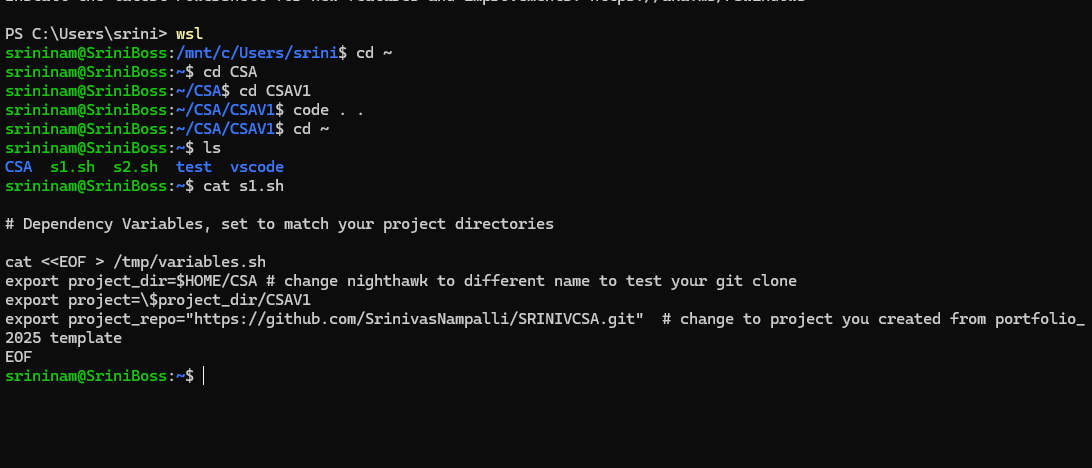 PS C:\Users\srini> wsl
srininam@SriniBoss:/mnt/c/Users/srini$ cd ~
srininam@SriniBoss:~$ cd CSA
srininam@SriniBoss:~/CSA$ cd CSAV1
srininam@SriniBoss:~/CSA/CSAV1$ code . .
srininam@SriniBoss:~/CSA/CSAV1$ cd ~
srininam@SriniBoss:~$ ls
CSA  s1.sh  s2.sh  test  vscode
srininam@SriniBoss:~$ cat s1.sh
# Dependency Variables, set to match your project directories
cat <<EOF > /tmp/variables.sh
export project_dir=$HOME/CSA # change nighthawk to different name to test your git clone
export project=\$project_dir/CSAV1
export project_repo="https://github.com/SrinivasNampalli/SRINIVCSA.git"  # change to project you created from portfolio_
2025 template
EOF
srininam@SriniBoss:~$